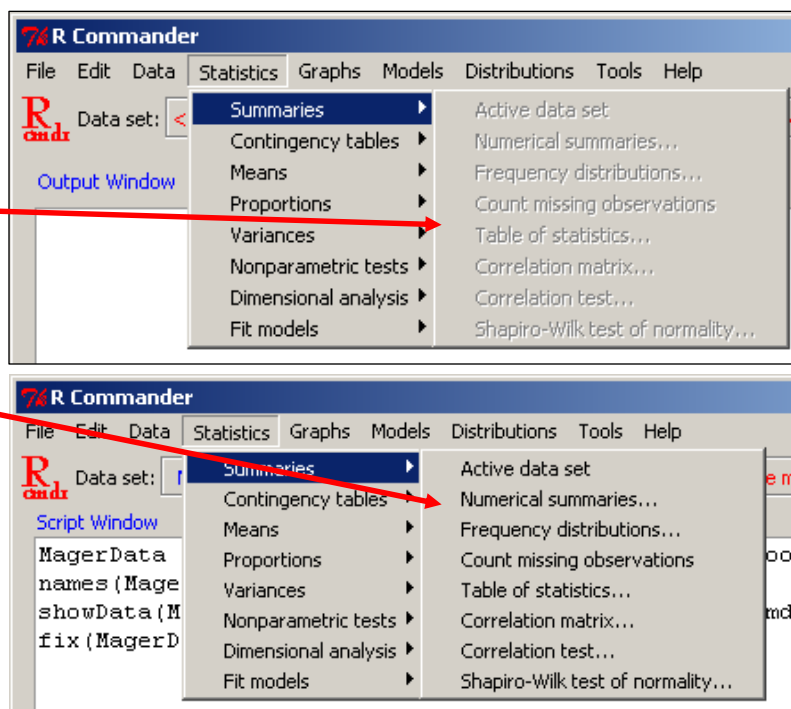 R Commander
File Edit Data Statistics Graphs Models Distributions Tools Help
R cmdr Data set: <
Output Window
Summaries
Contingency tables
Means
Proportions
Variances
Nonparametric tests
Dimensional analysis
Fit models
Active data set
Numerical summaries...
Frequency distributions...
Count missing observations
Table of statistics...
Correlation matrix...
Correlation test...
Shapiro-Wilk test of normality...
R Commander
File Edit Data Statistics Graphs Models Distributions Tools Help
R cmdr Data set:
Script Window
MagerData
names(Mage
showData(M
fix(MagerD
Summaries
Contingency tables
Means
Proportions
Variances
Nonparametric tests
Dimensional analysis
Fit models
Active data set
Numerical summaries...
Frequency distributions...
Count missing observations
Table of statistics...
Correlation matrix...
Correlation test...
Shapiro-Wilk test of normality...
e m
oo
md